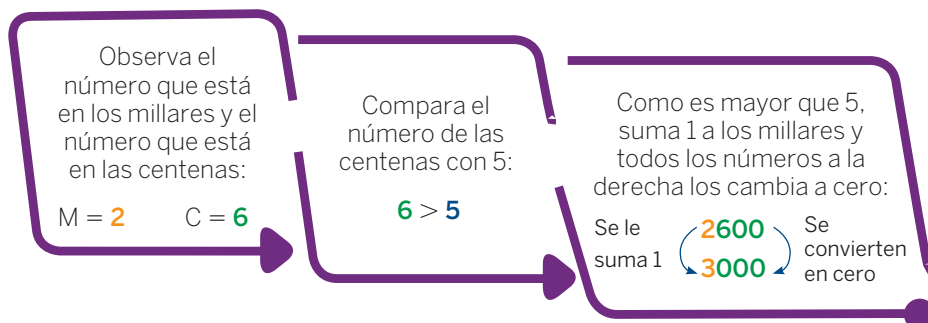 Observa el
número que está
en los millares y el
número que está
en las centenas:
M = 2 C = 6
Compara el
número de las
centenas con 5:
6 > 5
Como es mayor que 5,
suma 1 a los millares y
todos los números a la
derecha los cambia a cero:
Se le
suma 1
2600
3000
Se
convierten
en cero